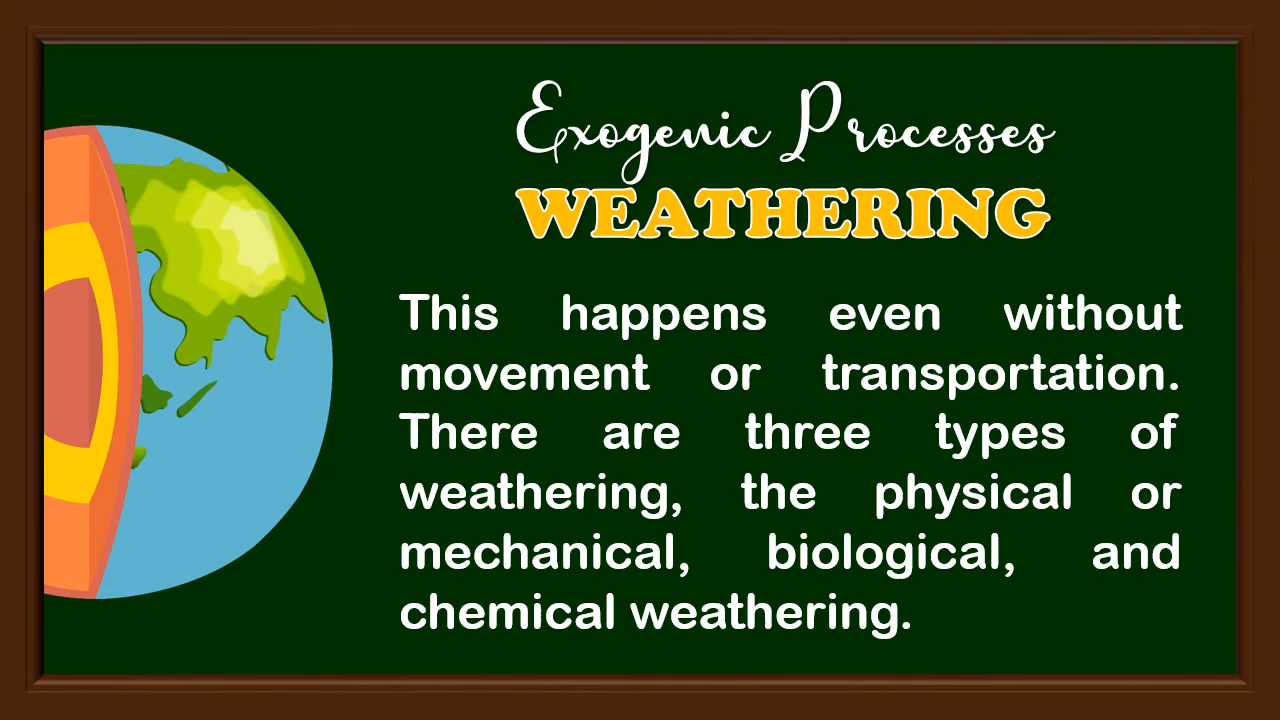 Exogenic Processes
WEATHERING
This happens even without
movement or transportation.
There are three types of
weathering, the physical or
mechanical, biological, and
chemical weathering.